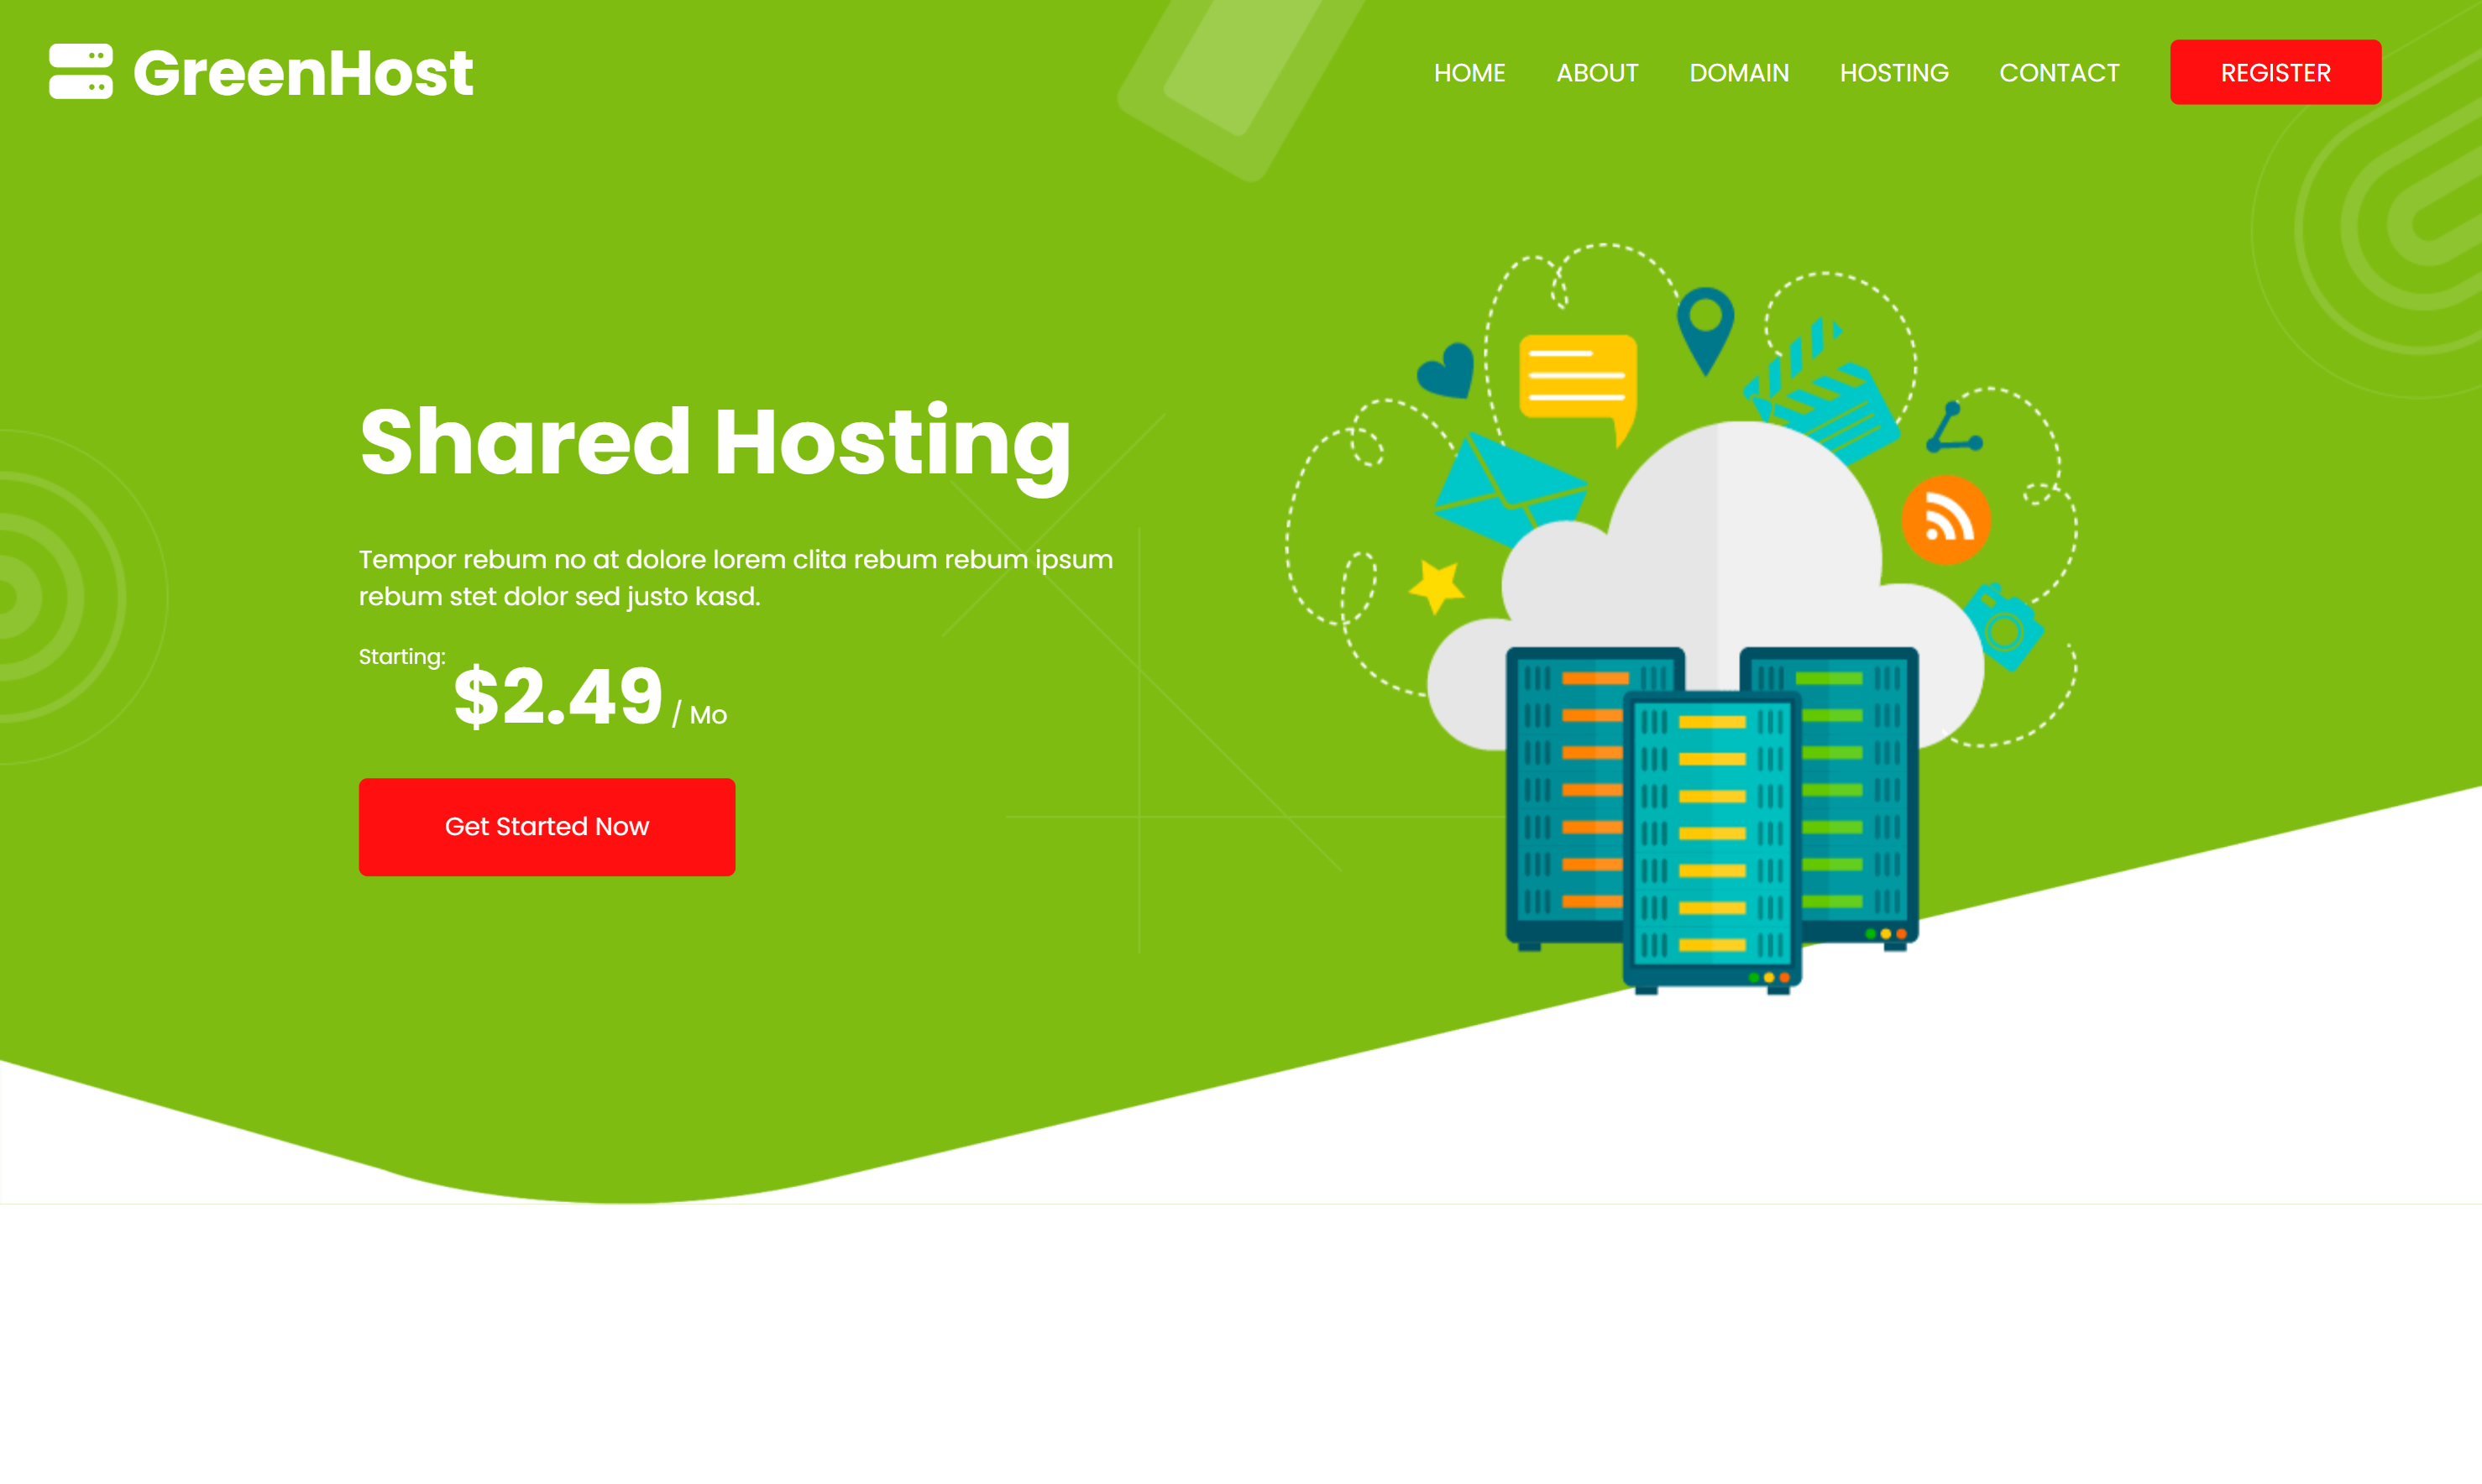 GreenHost
HOME ABOUT DOMAIN HOSTING CONTACT REGISTER
Shared Hosting
Tempor rebum no at dolore lorem clita rebum rebum ipsum
rebum stet dolor sed justo kasd.
Starting: $2.49 / Mo
Get Started Now